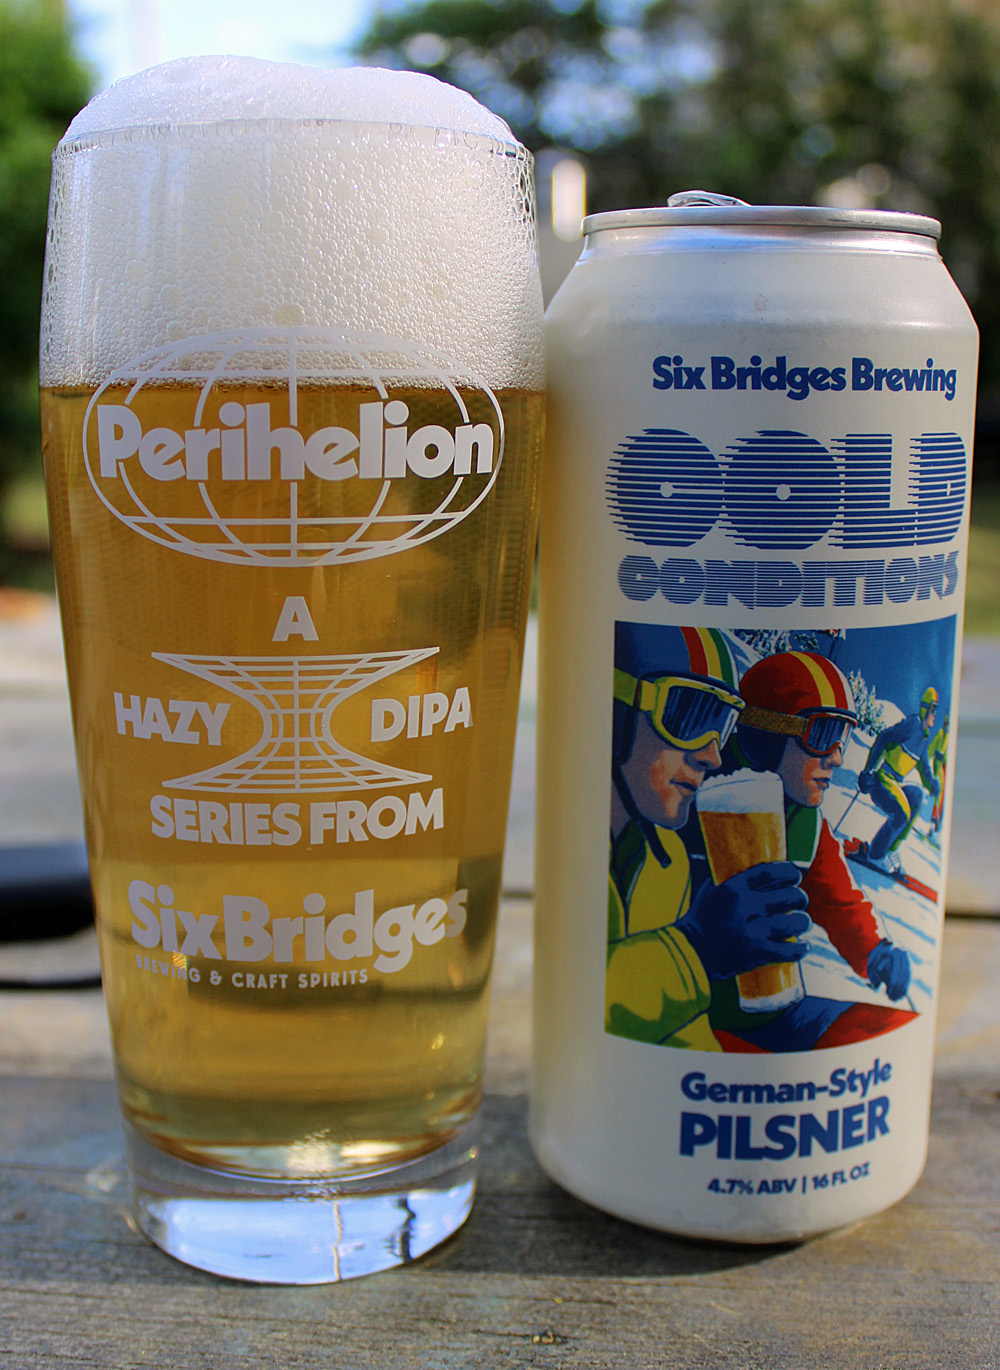 Perihelion
A
HAZY DIPA
SERIES FROM
SixBridges
BREWING & CRAFT SPIRITS
Six Bridges Brewing
COLD
CONDITIONS
German-Style
PILSNER
4.7% ABV | 16 FL OZ